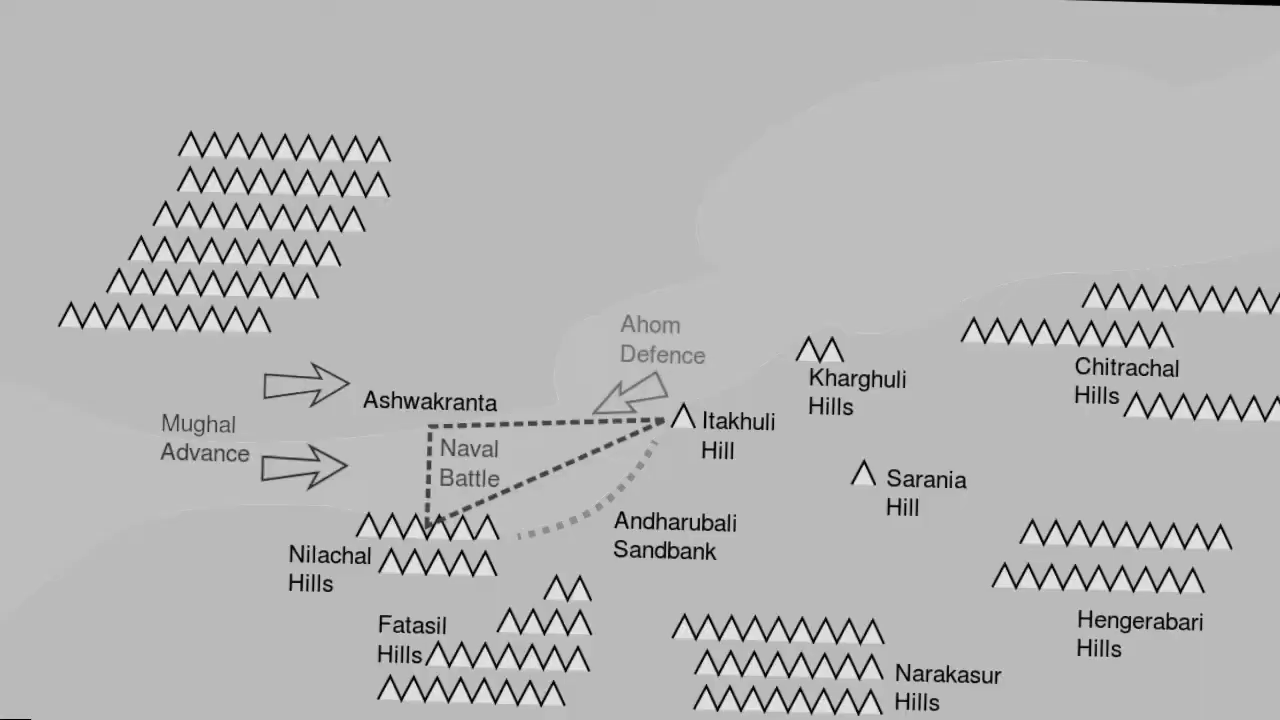 Ahom
Defence
Kharghuli
Hills
Chitrachal
Hills
Ashwakranta
Mughal
Advance
Naval
Battle
Itakhuli
Hill
Sarania
Hill
Andharubali
Sandbank
Nilachal
Hills
Fatasil
Hills
Hengerabari
Hills
Narakasur
Hills